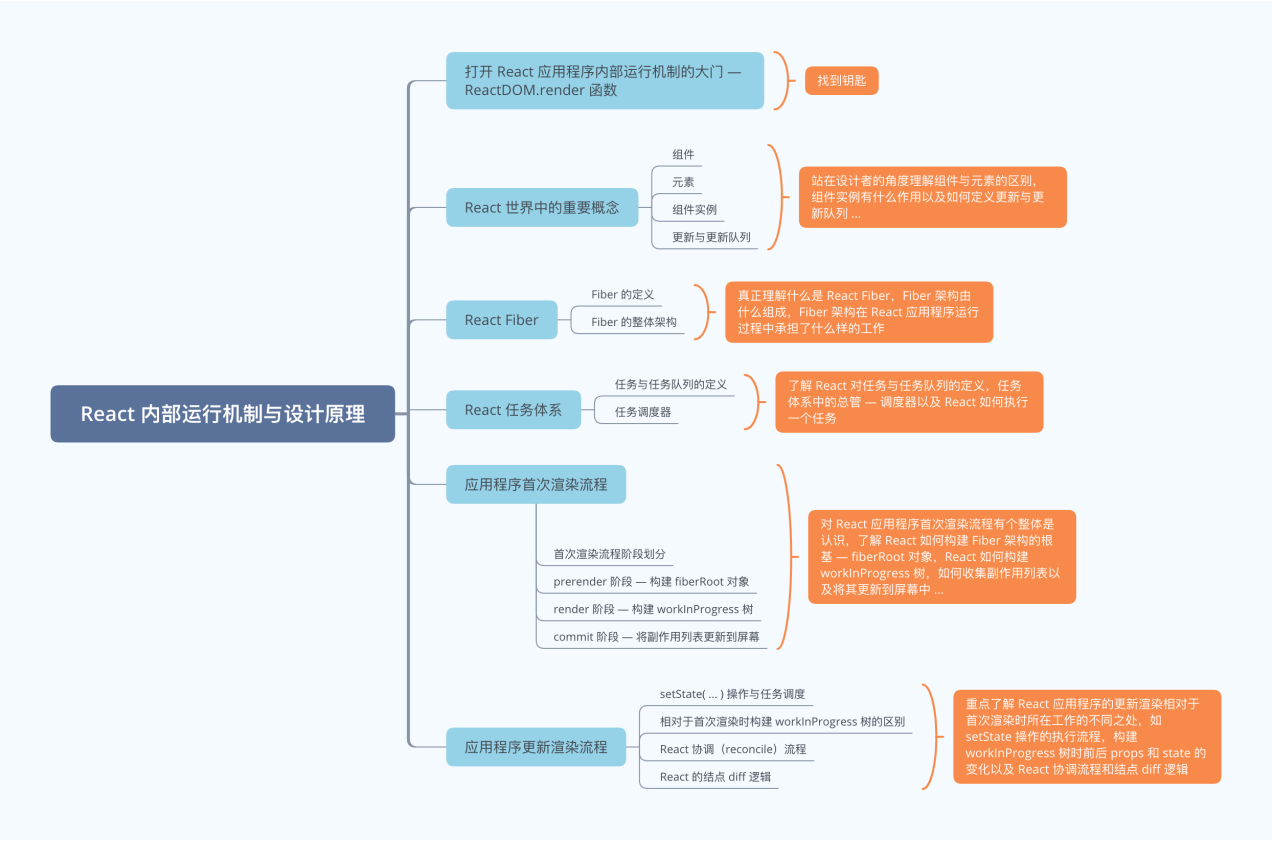 React 内部运行机制与设计原理
打开 React 应用程序内部运行机制的大门 —
ReactDOM.render 函数
找到钥匙
React 世界中的重要概念
组件
元素
组件实例
更新与更新队列
站在设计者的角度理解组件与元素的区别，
组件实例有什么作用以及如何定义更新与更
新队列 ...
React Fiber
Fiber 的定义
Fiber 的整体架构
真正理解什么是 React Fiber，Fiber 架构由
什么组成，Fiber 架构在 React 应用程序运行
过程中承担了什么样的工作
React 任务体系
任务与任务队列的定义
任务调度器
了解 React 对任务与任务队列的定义，任务
体系中的总管 — 调度器以及 React 如何执行
一个任务
应用程序首次渲染流程
首次渲染流程阶段划分
prerender 阶段 — 构建 fiberRoot 对象
render 阶段 — 构建 workInProgress 树
commit 阶段 — 将副作用列表更新到屏幕
对 React 应用程序首次渲染流程有个整体是
认识，了解 React 如何构建 Fiber 架构的根
基 — fiberRoot 对象，React 如何构建
workInProgress 树，如何收集副作用列表以
及将其更新到屏幕中 ...
应用程序更新渲染流程
setState( ... ) 操作与任务调度
相对于首次渲染时构建 workInProgress 树的区别
React 协调（reconcile）流程
React 的结点 diff 逻辑
重点了解 React 应用程序的更新渲染相对于
首次渲染时所在工作的不同之处，如
setState 操作的执行流程，构建
workInProgress 树时前后 props 和 state 的
变化以及 React 协调流程和结点 diff 逻辑